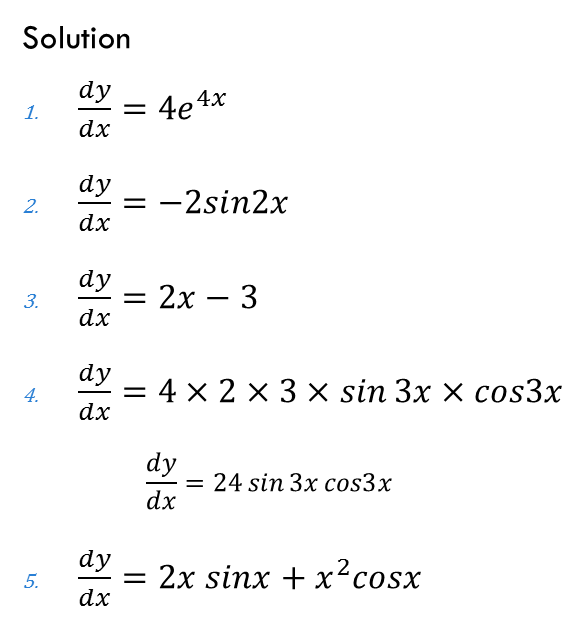 Solution
1. dy/dx = 4e^{4x}
2. dy/dx = −2sin2x
3. dy/dx = 2x − 3
4. dy/dx = 4 × 2 × 3 × sin 3x × cos3x
dy/dx = 24 sin 3x cos3x
5. dy/dx = 2x sinx + x²cosx